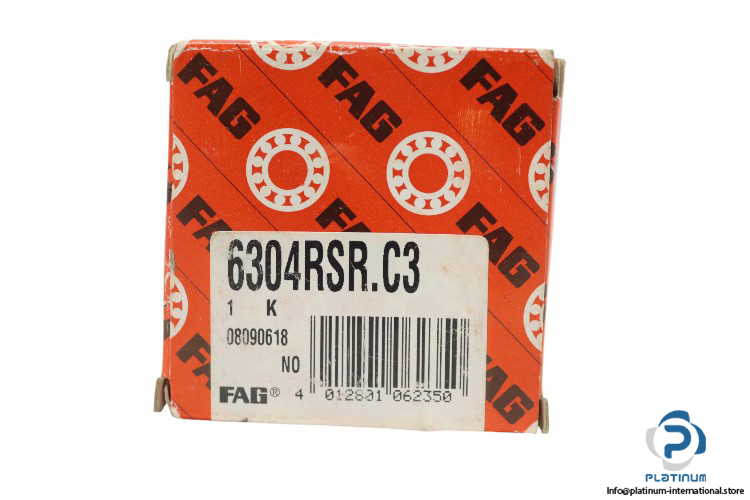 FAG
FAG
FAG
FAG
FAG
6304RSR.C3
1 K
08090618
NO
FAG® 4 012801 062350
AG
PLATINUM
Info@platinum-international.store